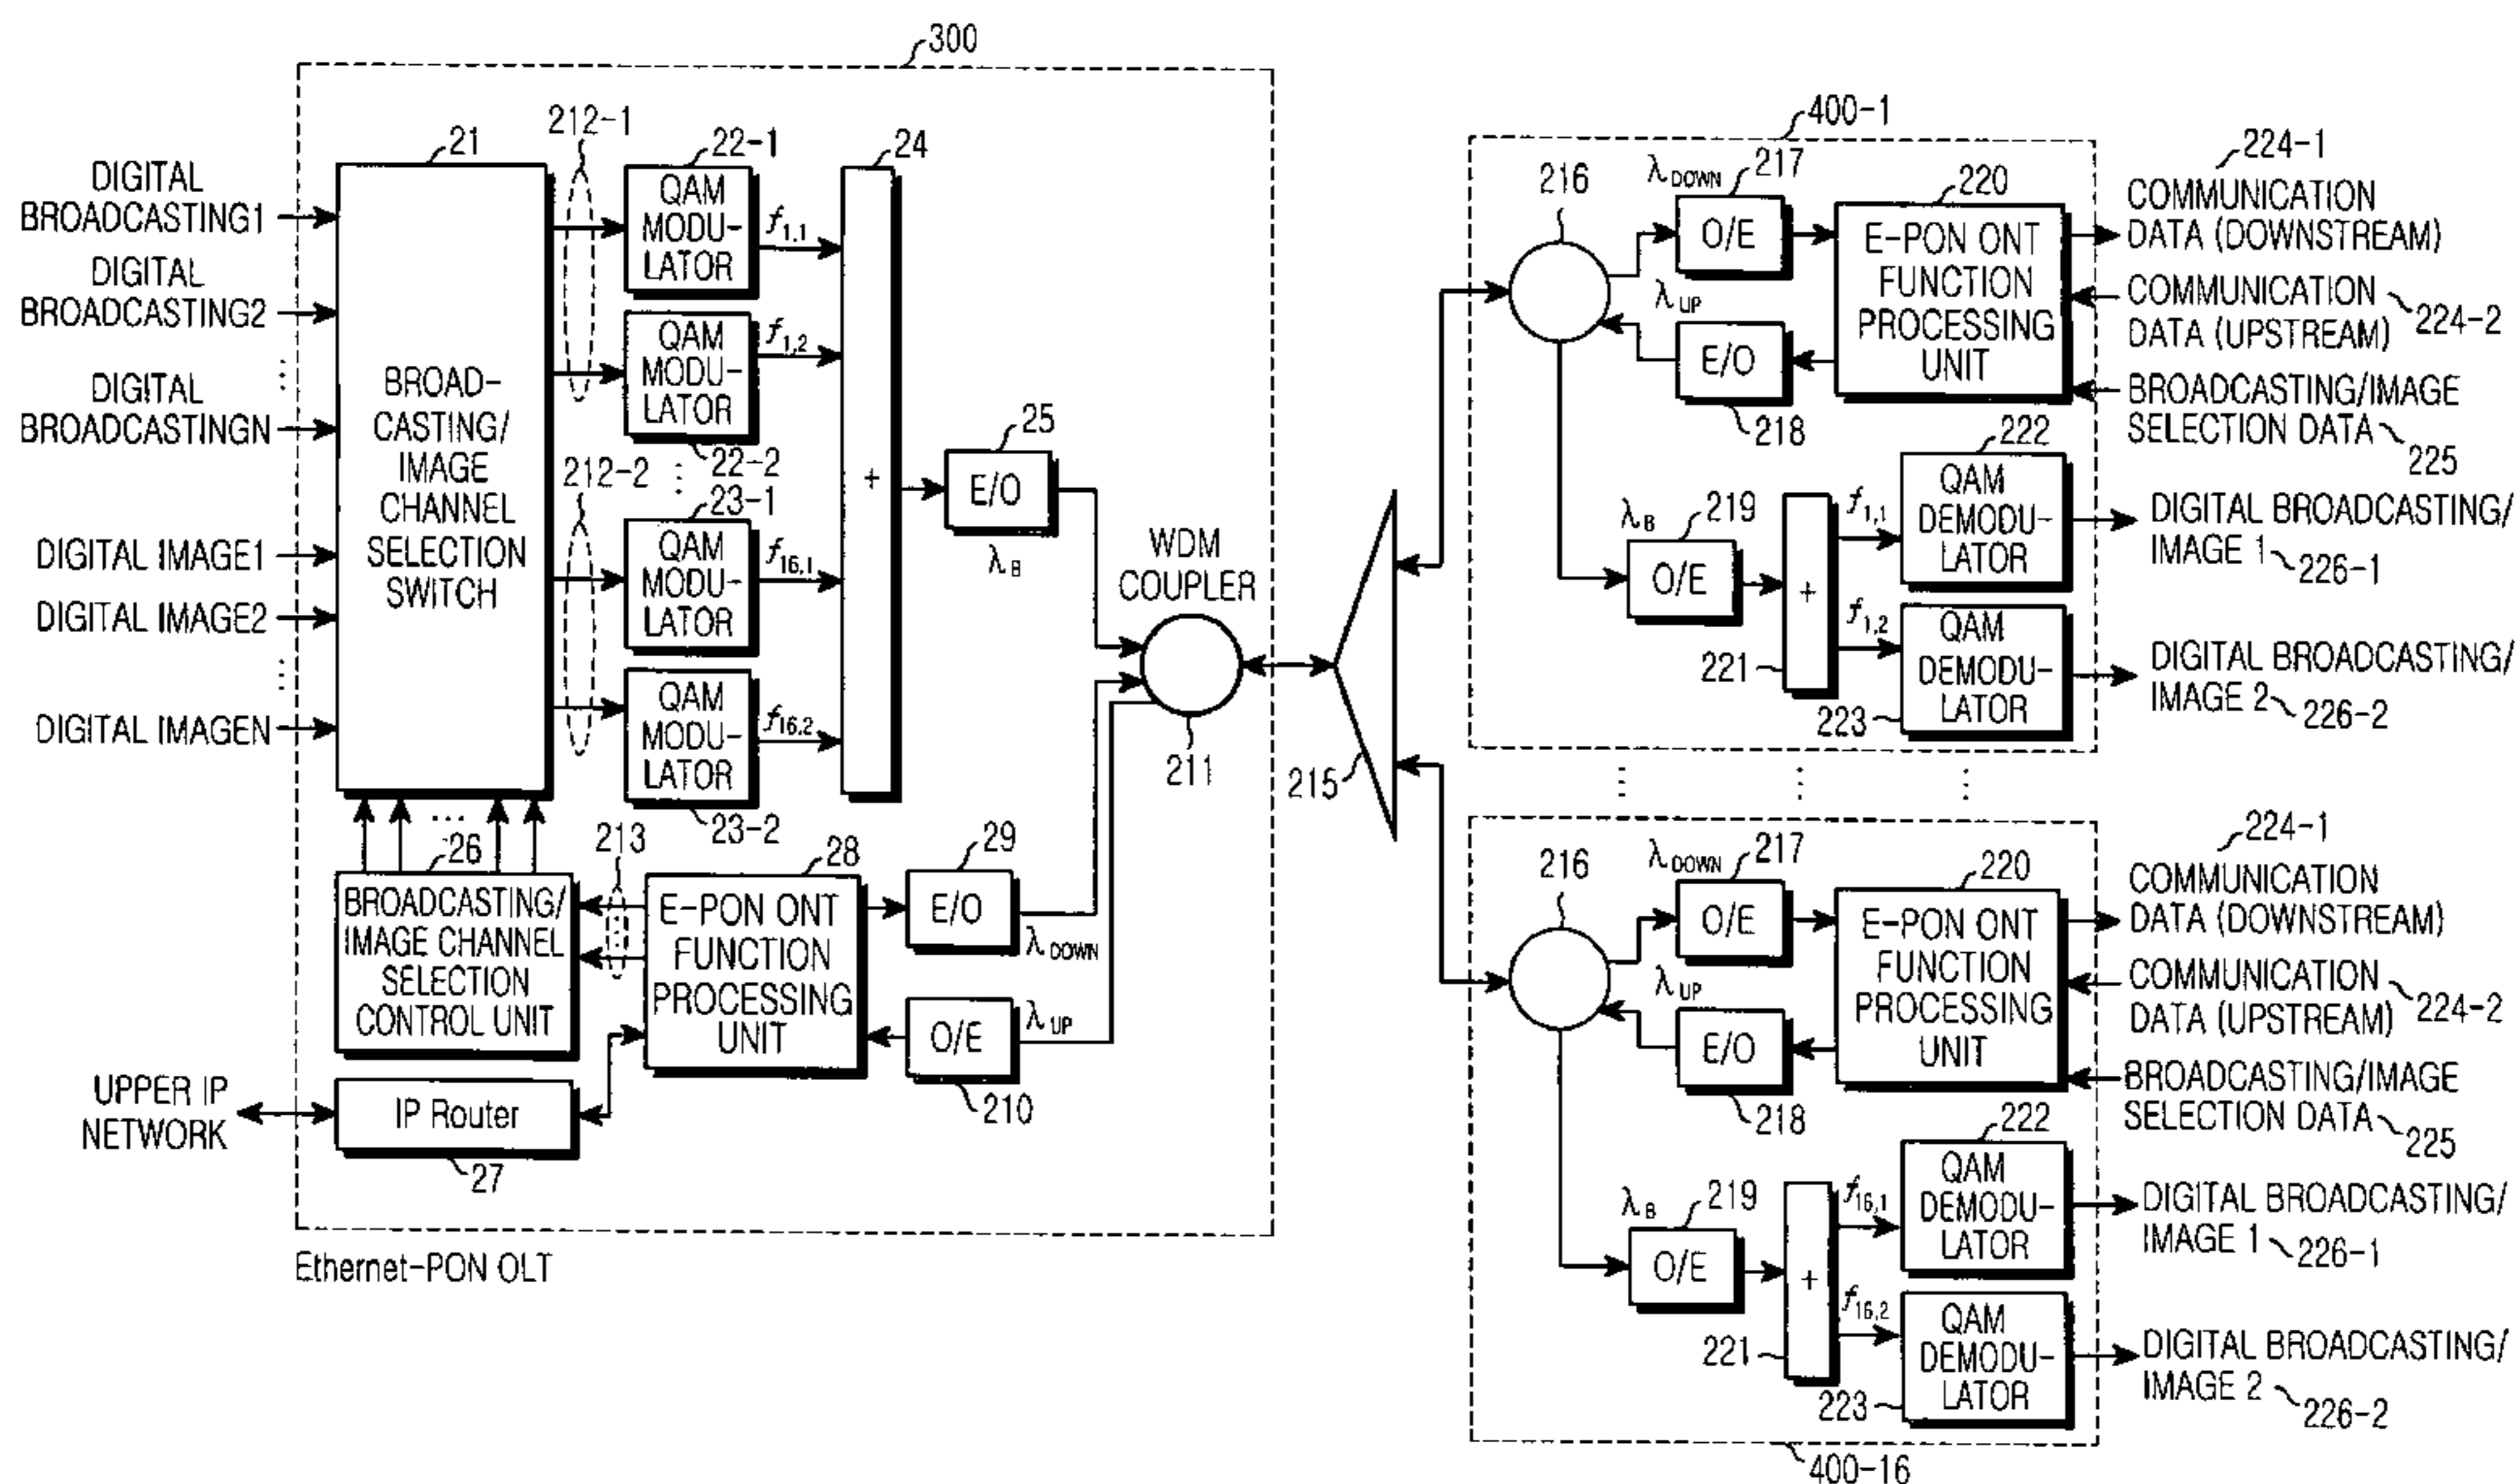 300
DIGITAL
BROADCASTING1
DIGITAL
BROADCASTING2
DIGITAL
BROADCASTINGN
DIGITAL IMAGE1
DIGITAL IMAGE2
DIGITAL IMAGEN
21
BROAD-
CASTING/
IMAGE
CHANNEL
SELECTION
SWITCH
212-1
212-2
22-1
QAM
MODU-
LATOR
f1,1
QAM
MODU-
LATOR
22-2
f1,2
23-1
QAM
MODU-
LATOR
f16,1
QAM
MODU-
LATOR
23-2
f16,2
24
+
25
E/O
λB
WDM
COUPLER
211
26
BROADCASTING/
IMAGE CHANNEL
SELECTION
CONTROL UNIT
213
28
E-PON ONT
FUNCTION
PROCESSING
UNIT
29
E/O
λDOWN
O/E
λUP
210
UPPER IP
NETWORK
IP Router
27
Ethernet-PON OLT
215
400-1
216
λDOWN
217
O/E
λUP
E/O
218
220
E-PON ONT
FUNCTION
PROCESSING
UNIT
224-1
COMMUNICATION
DATA (DOWNSTREAM)
COMMUNICATION
DATA (UPSTREAM)
224-2
BROADCASTING/IMAGE
SELECTION DATA
225
λB
219
O/E
+
221
f1,1
222
QAM
DEMODU-
LATOR
f1,2
QAM
DEMODU-
LATOR
223
DIGITAL BROADCASTING/
IMAGE 1
226-1
DIGITAL BROADCASTING/
IMAGE 2
226-2
216
λDOWN
217
O/E
λUP
E/O
218
220
E-PON ONT
FUNCTION
PROCESSING
UNIT
224-1
COMMUNICATION
DATA (DOWNSTREAM)
COMMUNICATION
DATA (UPSTREAM)
224-2
BROADCASTING/IMAGE
SELECTION DATA
225
λB
219
O/E
+
221
f16,1
222
QAM
DEMODU-
LATOR
f16,2
QAM
DEMODU-
LATOR
223
DIGITAL BROADCASTING/
IMAGE 1
226-1
DIGITAL BROADCASTING/
IMAGE 2
226-2
400-16